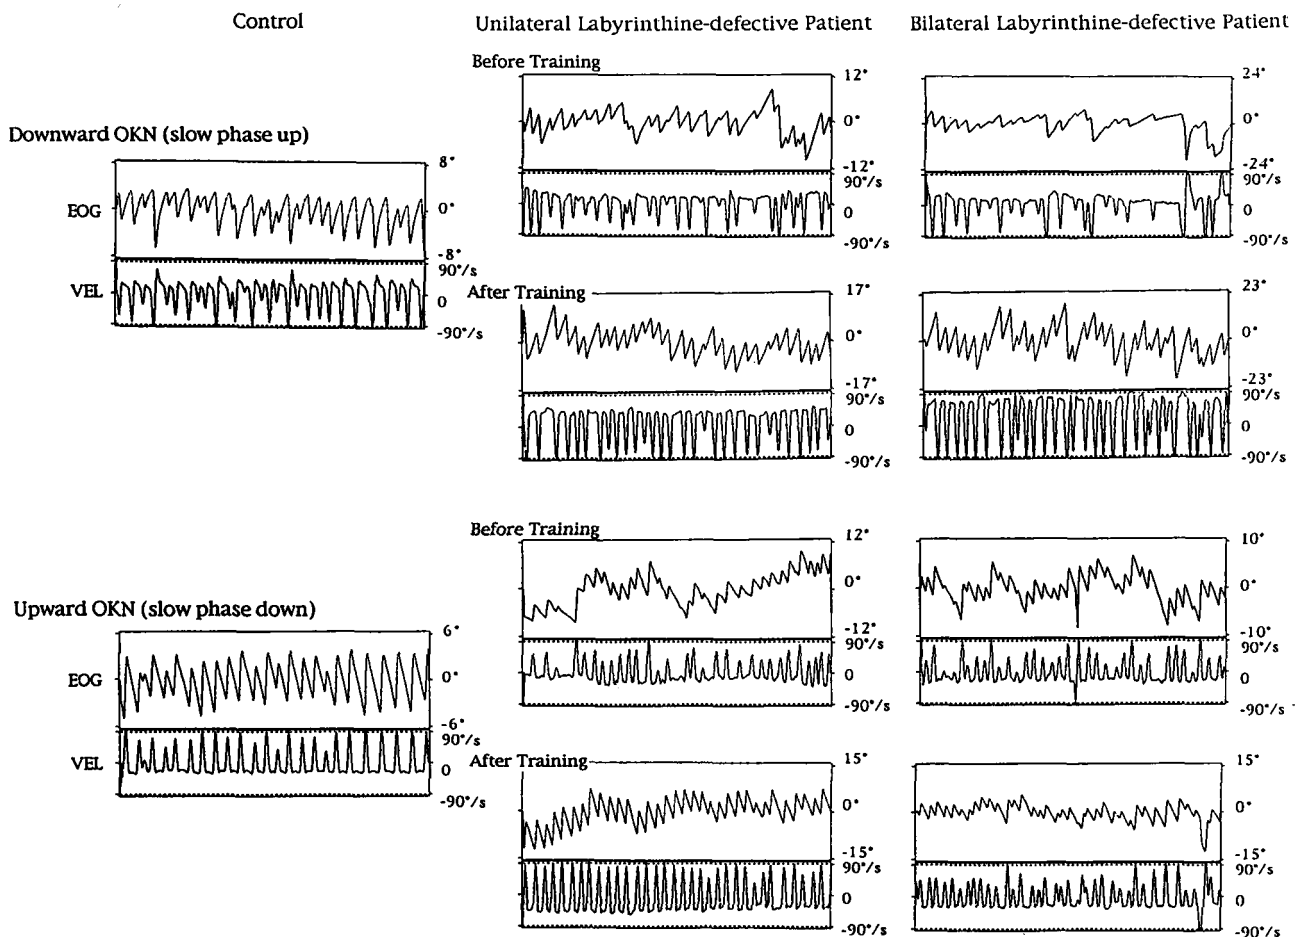 Control
Unilateral Labyrinthine-defective Patient
Bilateral Labyrinthine-defective Patient
Before Training
12°
0°
-12°
90°/s
0
-90°/s
24°
0°
-24°
90°/s
0
-90°/s
Downward OKN (slow phase up)
EOG
8°
0°
-8°
VEL
90°/s
0
-90°/s
After Training
17°
0°
-17°
90°/s
0
-90°/s
23°
0°
-23°
90°/s
0
-90°/s
Before Training
12°
0°
-12°
90°/s
0
-90°/s
10°
0°
-10°
90°/s
0
-90°/s
Upward OKN (slow phase down)
EOG
6°
0°
-6°
VEL
90°/s
0
-90°/s
After Training
15°
0°
-15°
90°/s
0
-90°/s
15°
0°
-15°
90°/s
0
-90°/s